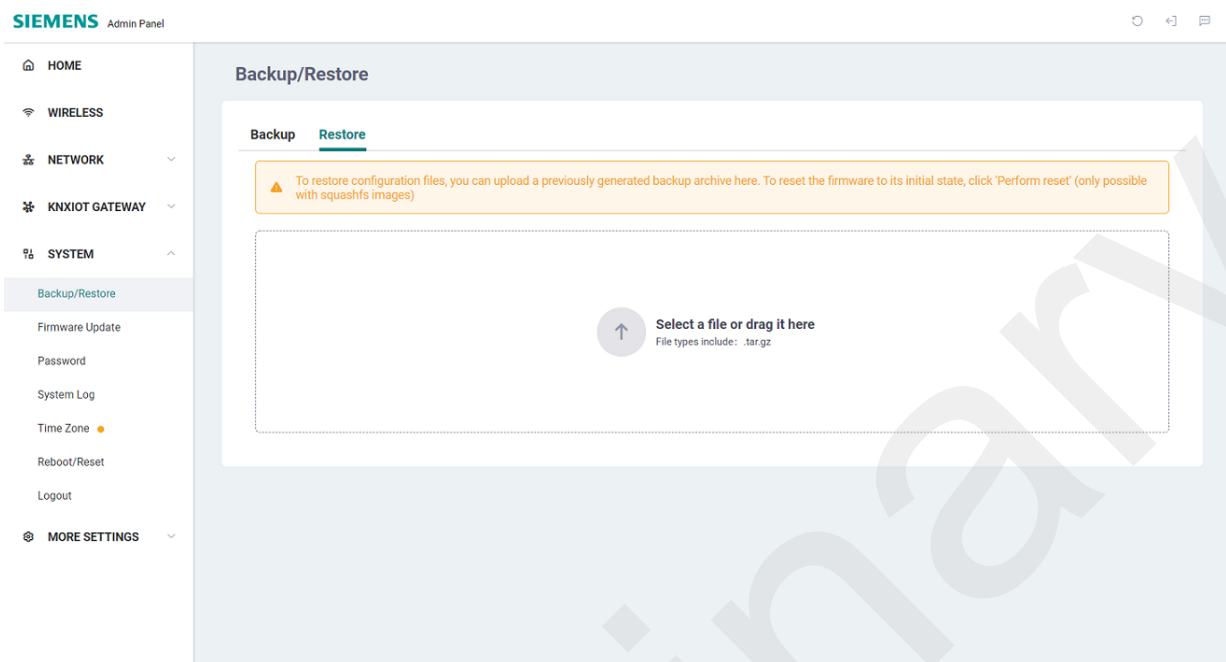 SIEMENS Admin Panel
HOME
WIRELESS
NETWORK
KNXIOT GATEWAY
SYSTEM
Backup/Restore
Firmware Update
Password
System Log
Time Zone
Reboot/Reset
Logout
MORE SETTINGS
Backup/Restore
Backup Restore
To restore configuration files, you can upload a previously generated backup archive here. To reset the firmware to its initial state, click 'Perform reset' (only possible
with squashfs images)
Select a file or drag it here
File types include: .tar.gz
inary